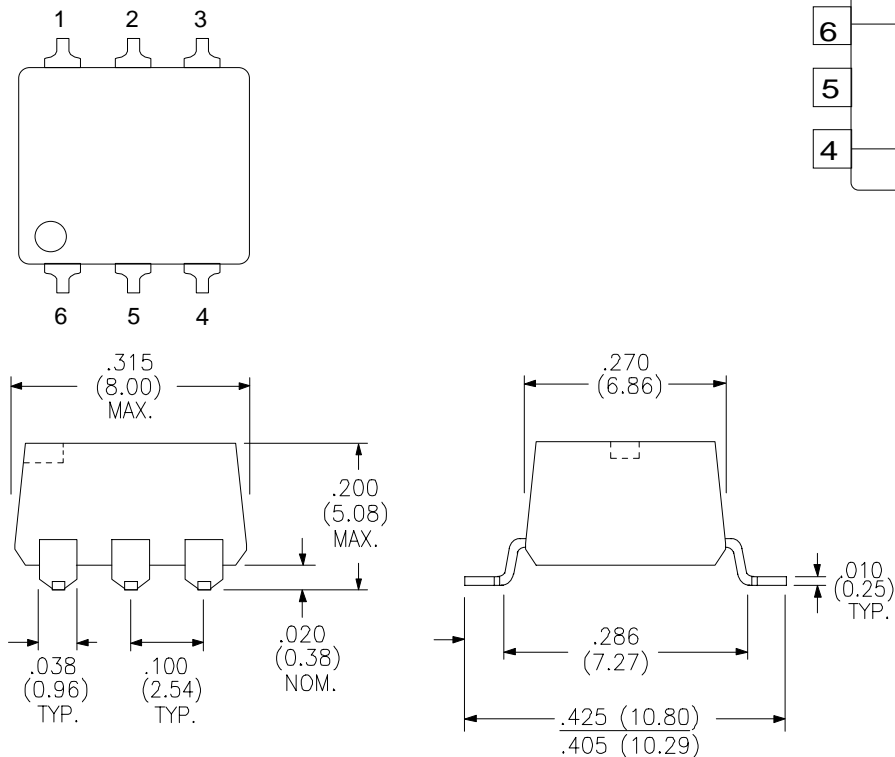 1 2 3
6
5
4
6 5 4
.315
(8.00)
MAX.
.270
(6.86)
.200
(5.08)
MAX.
.010
(0.25)
TYP.
.020
(0.38)
NOM.
.038
(0.96)
TYP.
.100
(2.54)
TYP.
.286
(7.27)
.425 (10.80)
.405 (10.29)